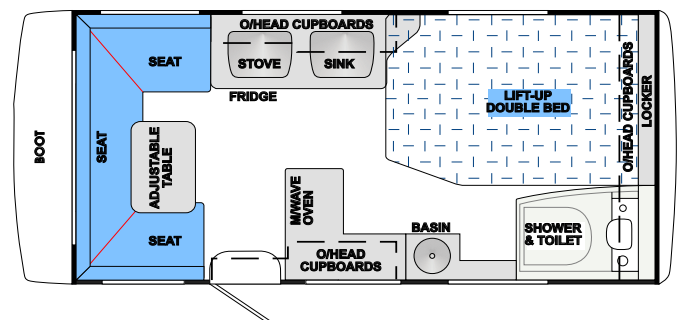 O/HEAD CUPBOARDS
SEAT
STOVE
SINK
FRIDGE
LIFT-UP
DOUBLE BED
O/HEAD CUPBOARDS
LOCKER
BOOT
SEAT
ADJUSTABLE
TABLE
M/WAVE
OVEN
SEAT
BASIN
SHOWER
& TOILET
O/HEAD
CUPBOARDS